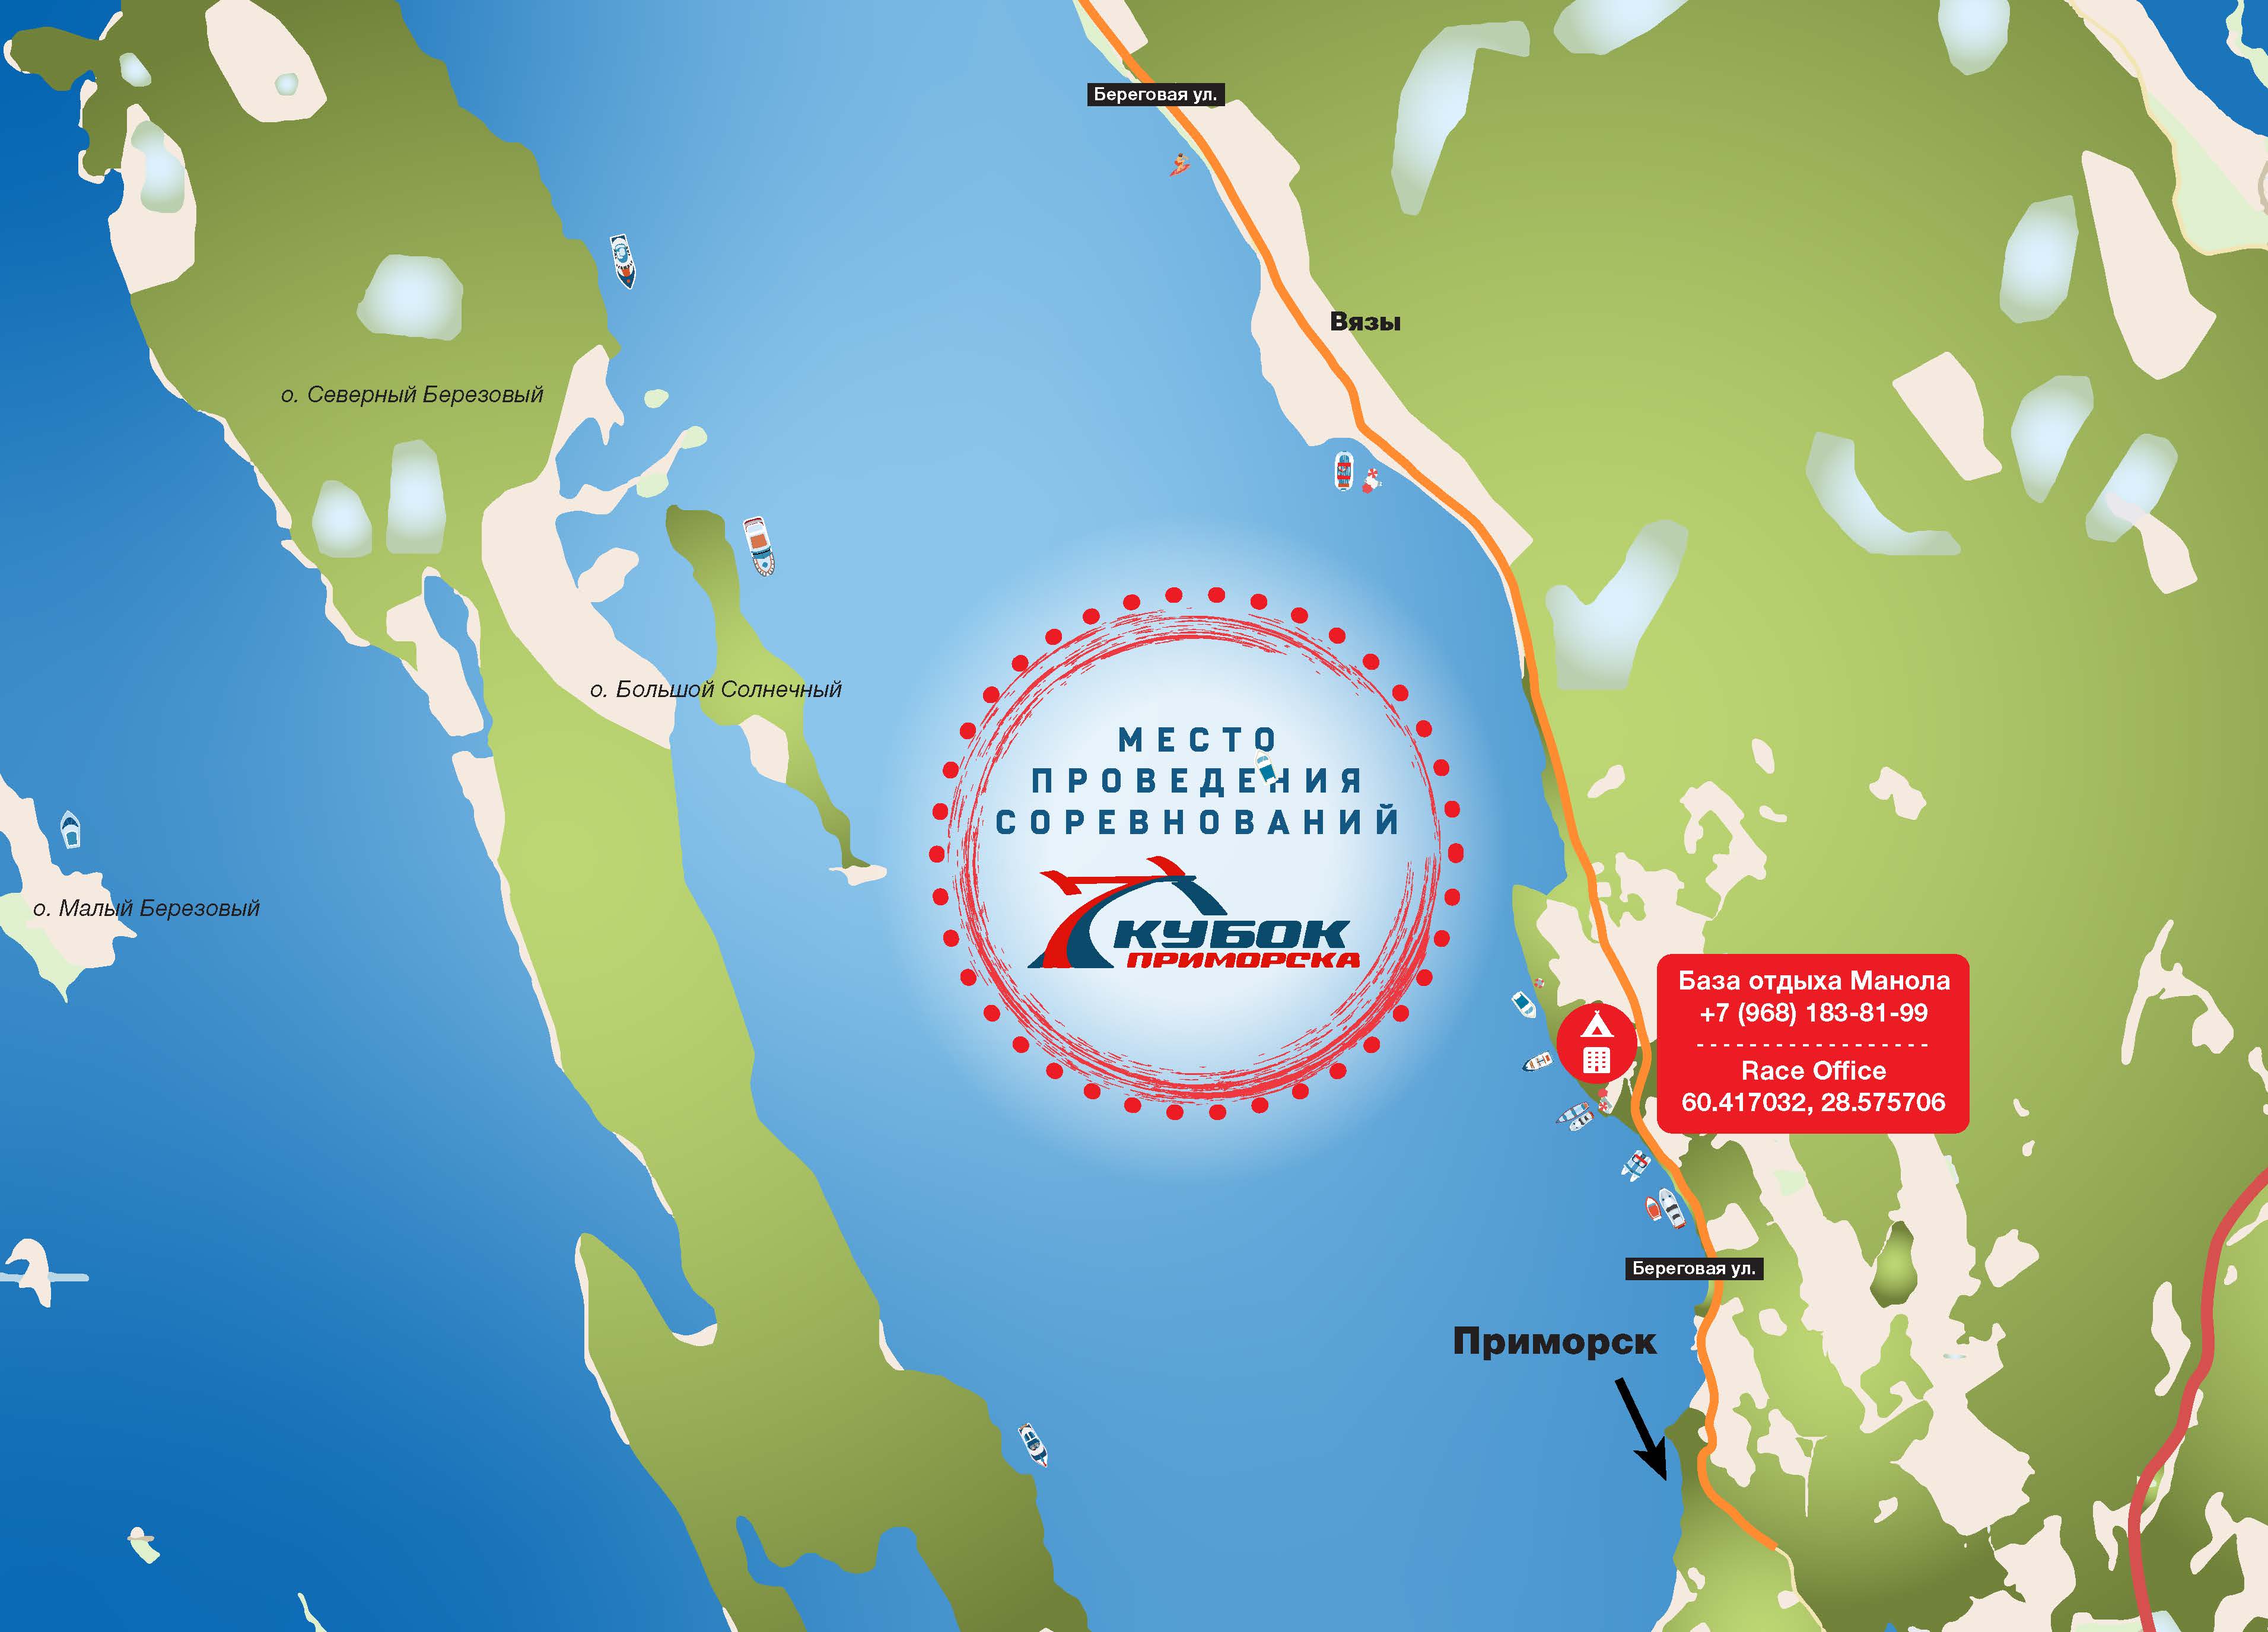 Береговая ул.
Вязы
о. Северный Березовый
о. Большой Солнечный
МЕСТО
ПРОВЕДЕНИЯ
СОРЕВНОВАНИЙ
КУБОК
ПРИМОРСКА
о. Малый Березовый
База отдыха Манола
+7 (968) 183-81-99
Race Office
60.417032, 28.575706
Береговая ул.
Приморск